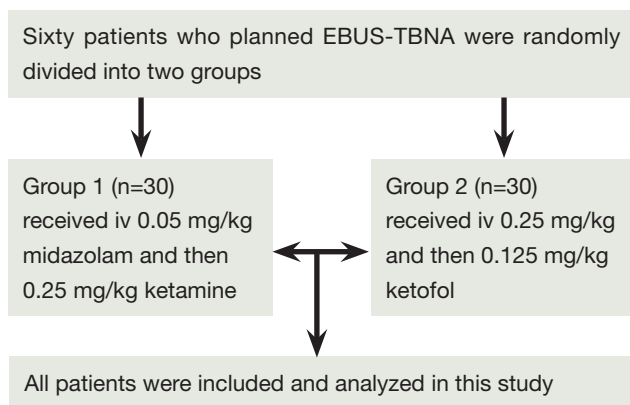 Sixty patients who planned EBUS-TBNA were randomly
divided into two groups
Group 1 (n=30)
received iv 0.05 mg/kg
midazolam and then
0.25 mg/kg ketamine
Group 2 (n=30)
received iv 0.25 mg/kg
and then 0.125 mg/kg
ketofol
All patients were included and analyzed in this study